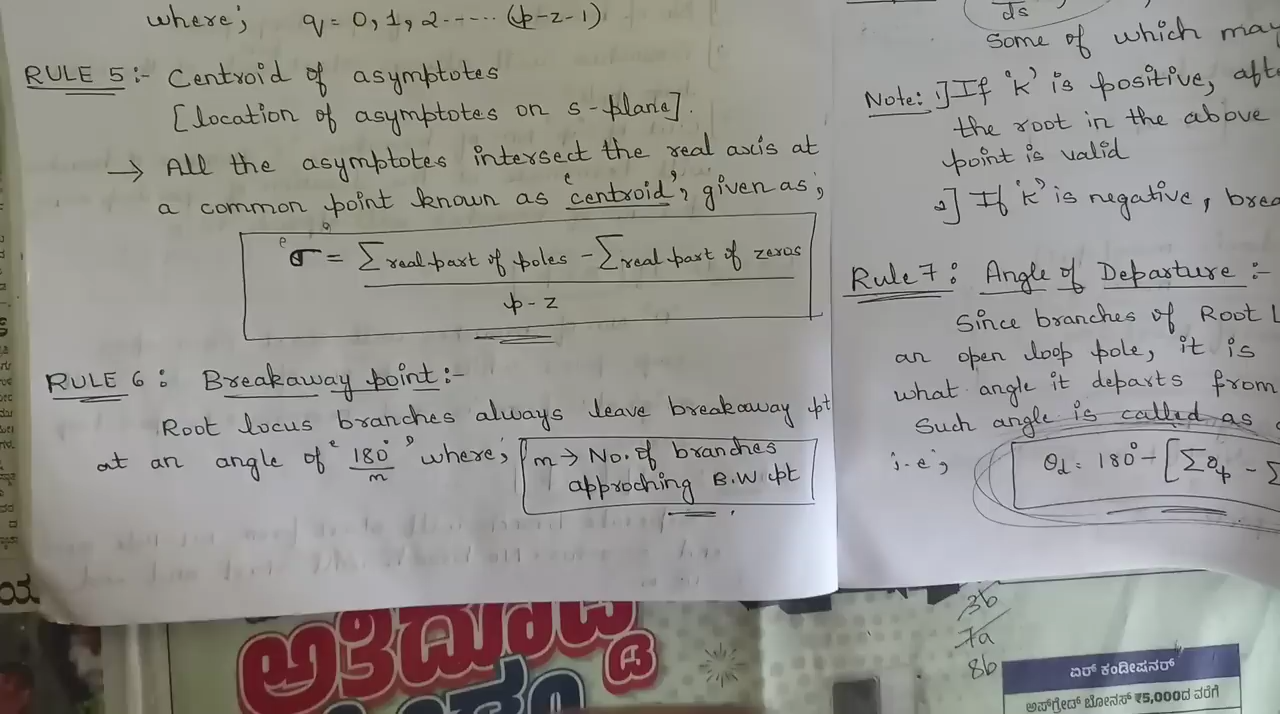 where; q = 0, 1, 2 ----- (p-z-1)
RULE 5:- Centroid of asymptotes
[location of asymptotes on s-plane].
→ All the asymptotes intersect the real axis at
a common point known as 'centroid', given as;
'σ' = ∑ real part of poles - ∑ real part of zeros
p - z
RULE 6: Breakaway point:-
Root locus branches always leave breakaway pt
at an angle of '180°/m' where;
m → No. of branches
approching B.W pt
ds
Some of which may
Note: 1] If 'K' is positive,
the root in the above
point is valid
2] If 'K' is negative,
Rule 7: Angle of Departure :-
Since branches of Root
an open loop pole, it is
what angle it departs from
Such angle is called as
i.e; θd = 180° - [∑θp - ∑
3b
7a
8b
ಏರ್ ಕಂಡೀಷನರ್
ಅಪ್‌ಗ್ರೇಡ್ ಬೋನಸ್ ₹5,000ದ ವರೆಗೆ